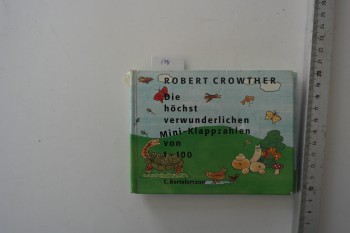 ROBERT CROWTHER
Die
höchst
verwunderlichen
Mini-Klappzahlen
von
1-100
C. Bertelsmann